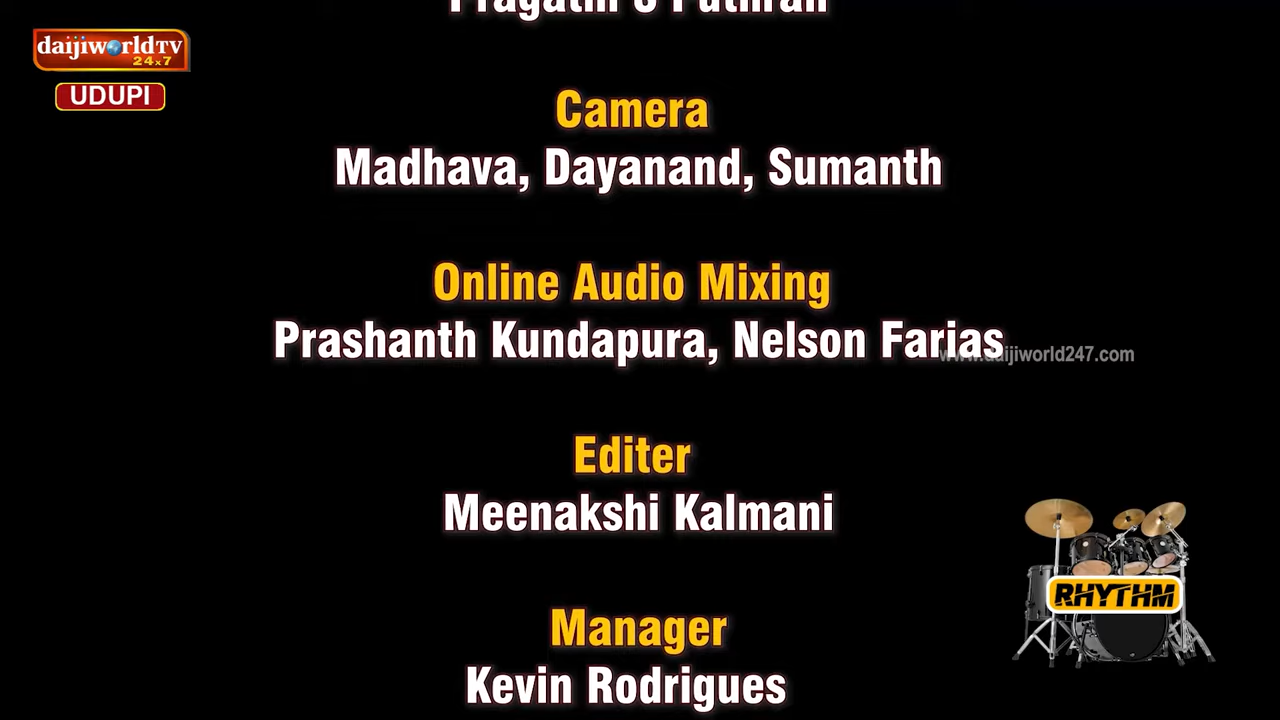 daijiworldTV
24x7
UDUPI
Camera
Madhava, Dayanand, Sumanth
Online Audio Mixing
Prashanth Kundapura, Nelson Farias
www.daijiworld247.com
Editer
Meenakshi Kalmani
RHYTHM
Manager
Kevin Rodrigues